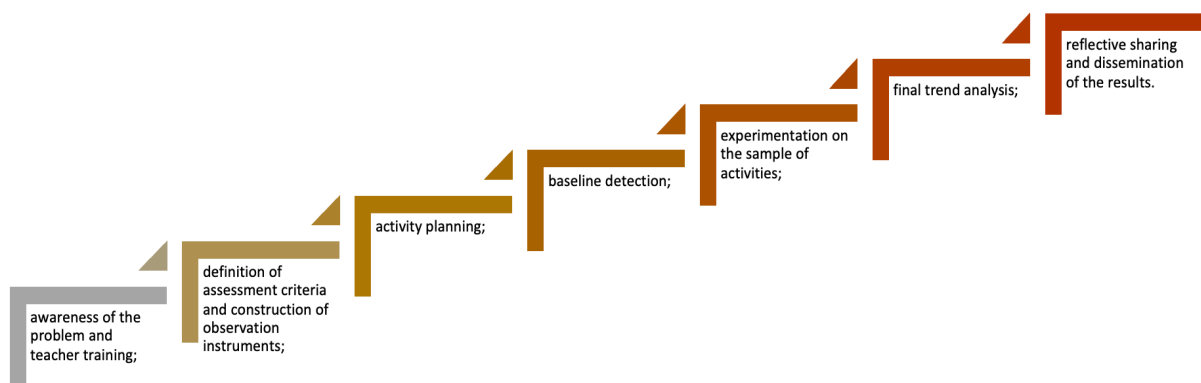 awareness of the
problem and
teacher training;
definition of
assessment criteria
and construction of
observation
instruments;
activity planning;
baseline detection;
experimentation on
the sample of
activities;
final trend analysis;
reflective sharing
and dissemination
of the results.